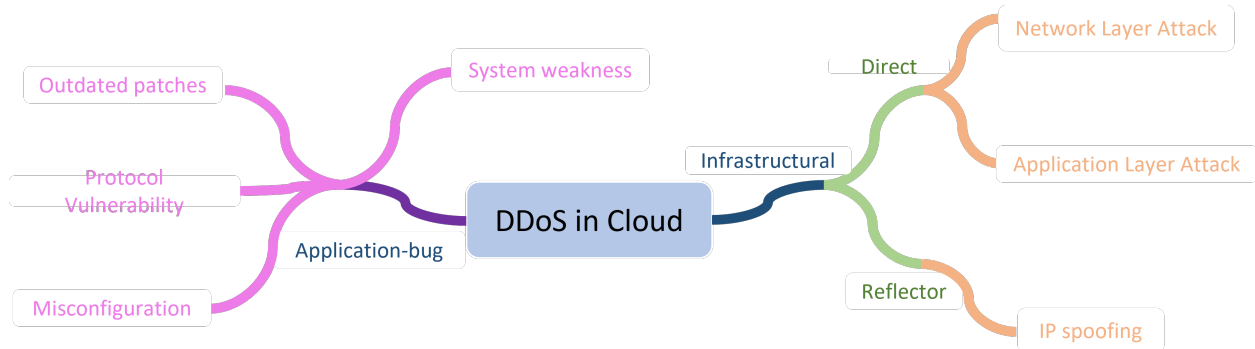 Network Layer Attack
Direct
System weakness
Outdated patches
Infrastructural
Application Layer Attack
Protocol
Vulnerability
DDoS in Cloud
Application-bug
Reflector
Misconfiguration
IP spoofing